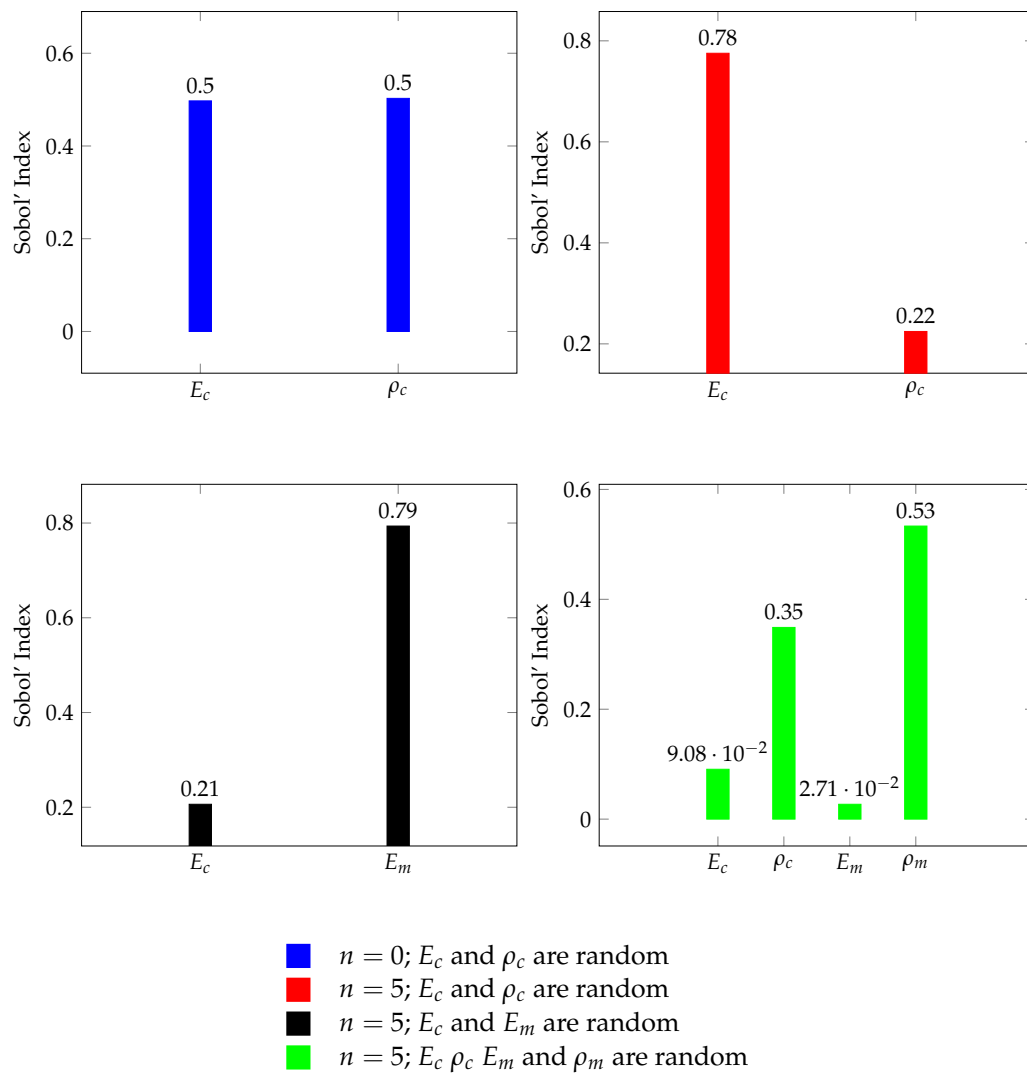 0.6
0.4
0.2
0
Sobol' Index
0.5
0.5
E_c
ρ_c
0.8
0.6
0.4
0.2
Sobol' Index
0.78
0.22
E_c
ρ_c
0.8
0.6
0.4
0.2
Sobol' Index
0.21
0.79
E_c
E_m
0.6
0.4
0.2
0
Sobol' Index
9.08 · 10^{-2}
0.35
2.71 · 10^{-2}
0.53
E_c
ρ_c
E_m
ρ_m
n = 0; E_c and ρ_c are random
n = 5; E_c and ρ_c are random
n = 5; E_c and E_m are random
n = 5; E_c ρ_c E_m and ρ_m are random